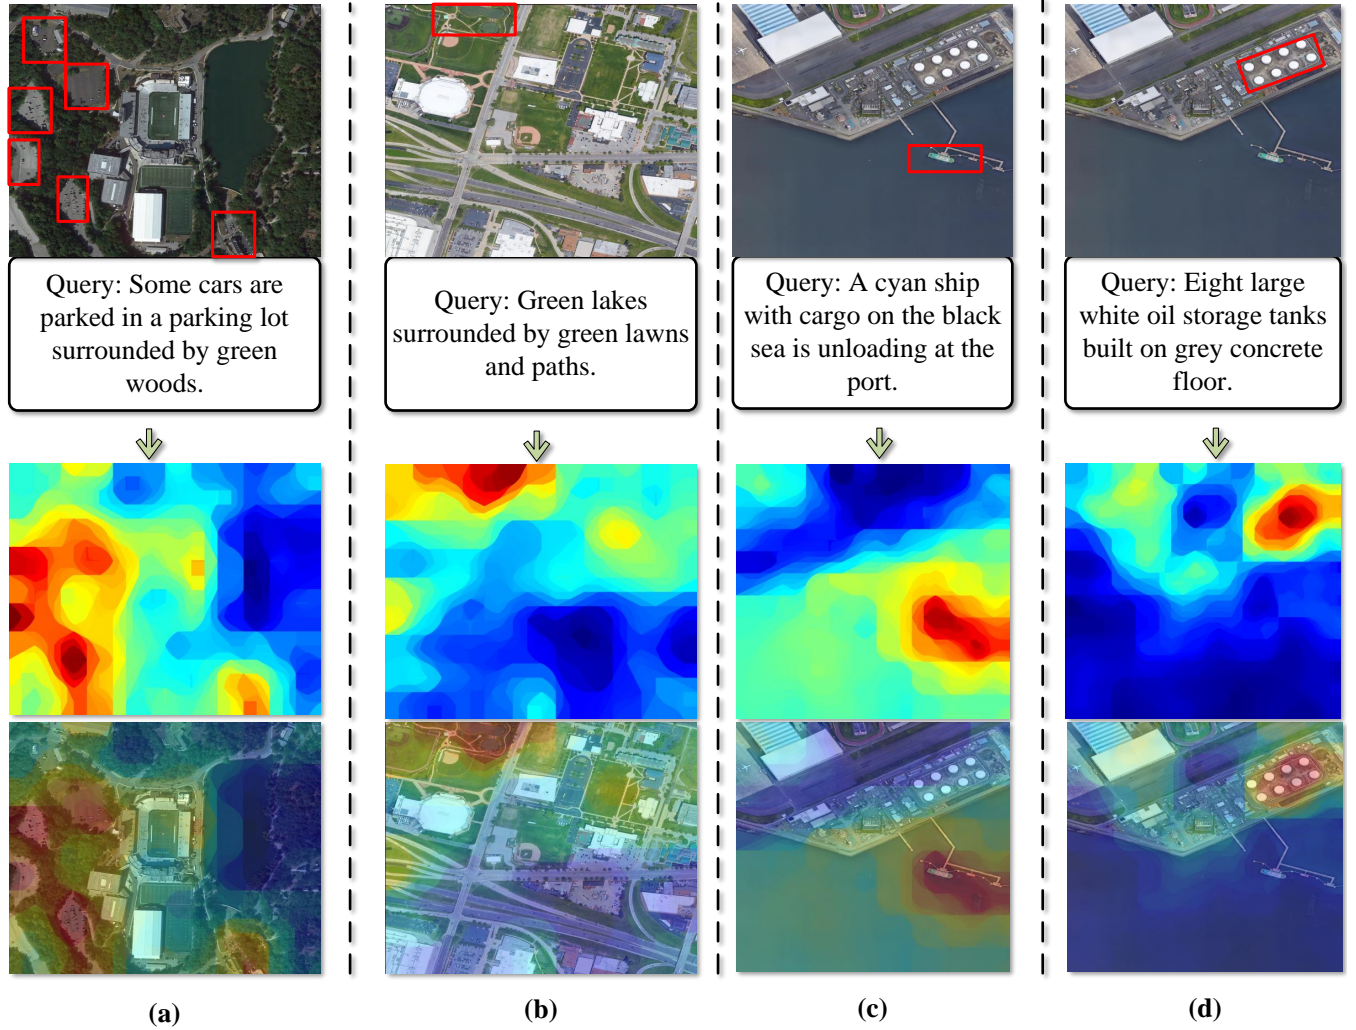 Query: Some cars are
parked in a parking lot
surrounded by green
woods.
Query: Green lakes
surrounded by green lawns
and paths.
Query: A cyan ship
with cargo on the black
sea is unloading at the
port.
Query: Eight large
white oil storage tanks
built on grey concrete
floor.
(a)
(b)
(c)
(d)